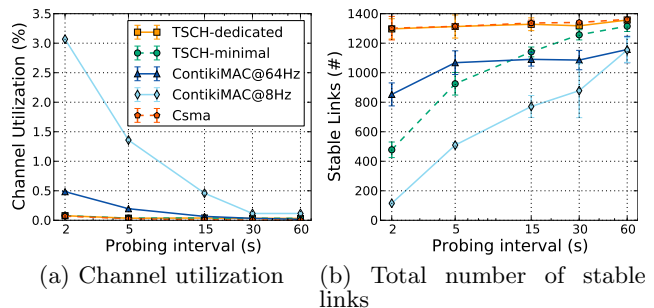 3.5
3.0
2.5
2.0
1.5
1.0
0.5
0.0
Channel Utilization (%)
TSCH-dedicated
TSCH-minimal
ContikiMAC@64Hz
ContikiMAC@8Hz
Csma
2 5 15 30 60
Probing interval (s)
(a) Channel utilization
1400
1200
1000
800
600
400
200
0
Stable Links (#)
2 5 15 30 60
Probing interval (s)
(b) Total number of stable
links